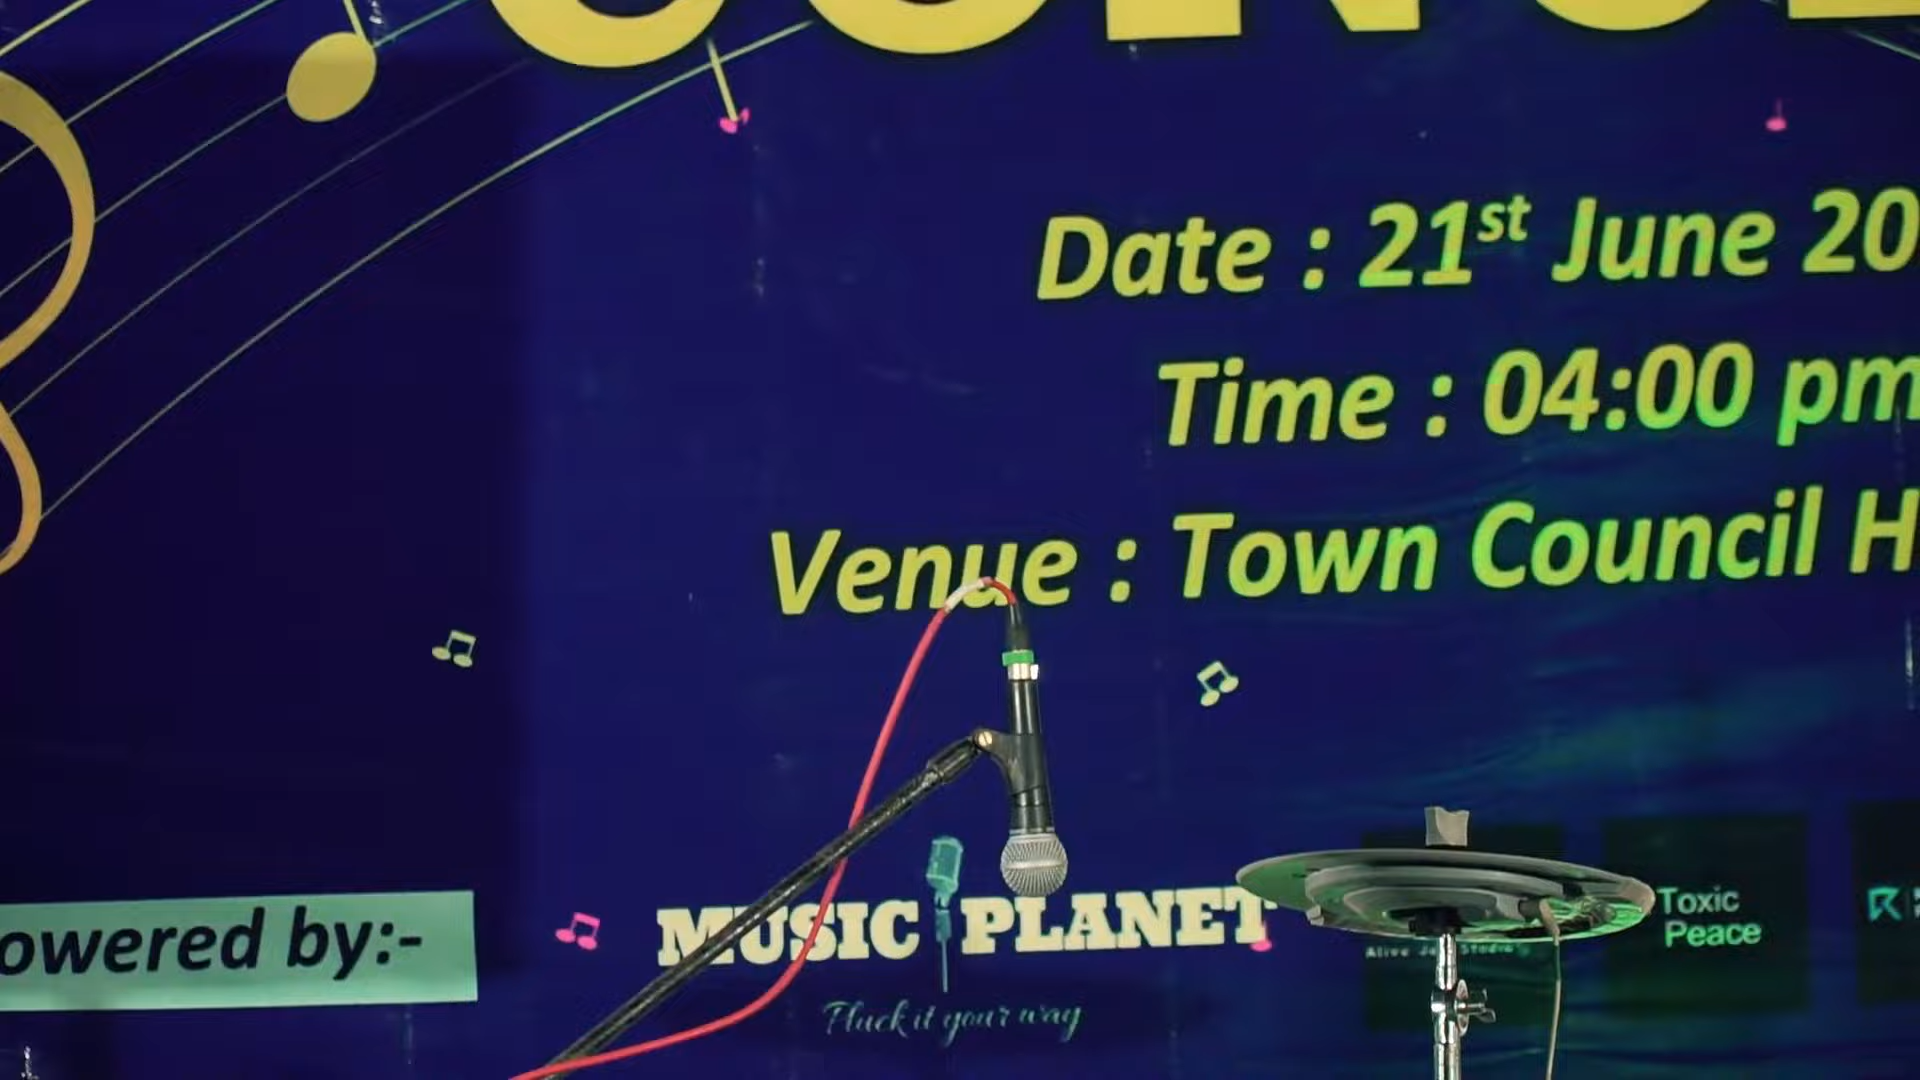 Date : 21st June 20
Time : 04:00 pm
Venue : Town Council H
owered by:-
MUSIC PLANET
Pluck it your way
Toxic
Peace